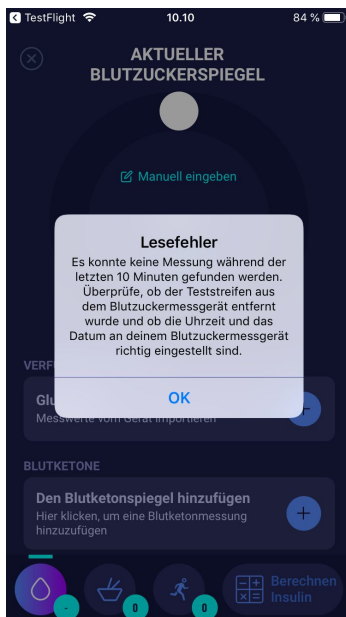 TestFlight 10.10 84 %
AKTUELLER
BLUTZUCKERSPIEGEL
Manuell eingeben
Lesefehler
Es konnte keine Messung während der
letzten 10 Minuten gefunden werden.
Überprüfe, ob der Teststreifen aus
dem Blutzuckermessgerät entfernt
wurde und ob die Uhrzeit und das
Datum an deinem Blutzuckermessgerät
richtig eingestellt sind.
OK
VERF
Glu
Messwerte vom Gerät importieren
BLUTKETONE
Den Blutketonspiegel hinzufügen
Hier klicken, um eine Blutketonmessung
hinzuzufügen
- 0 0
Berechnen
Insulin